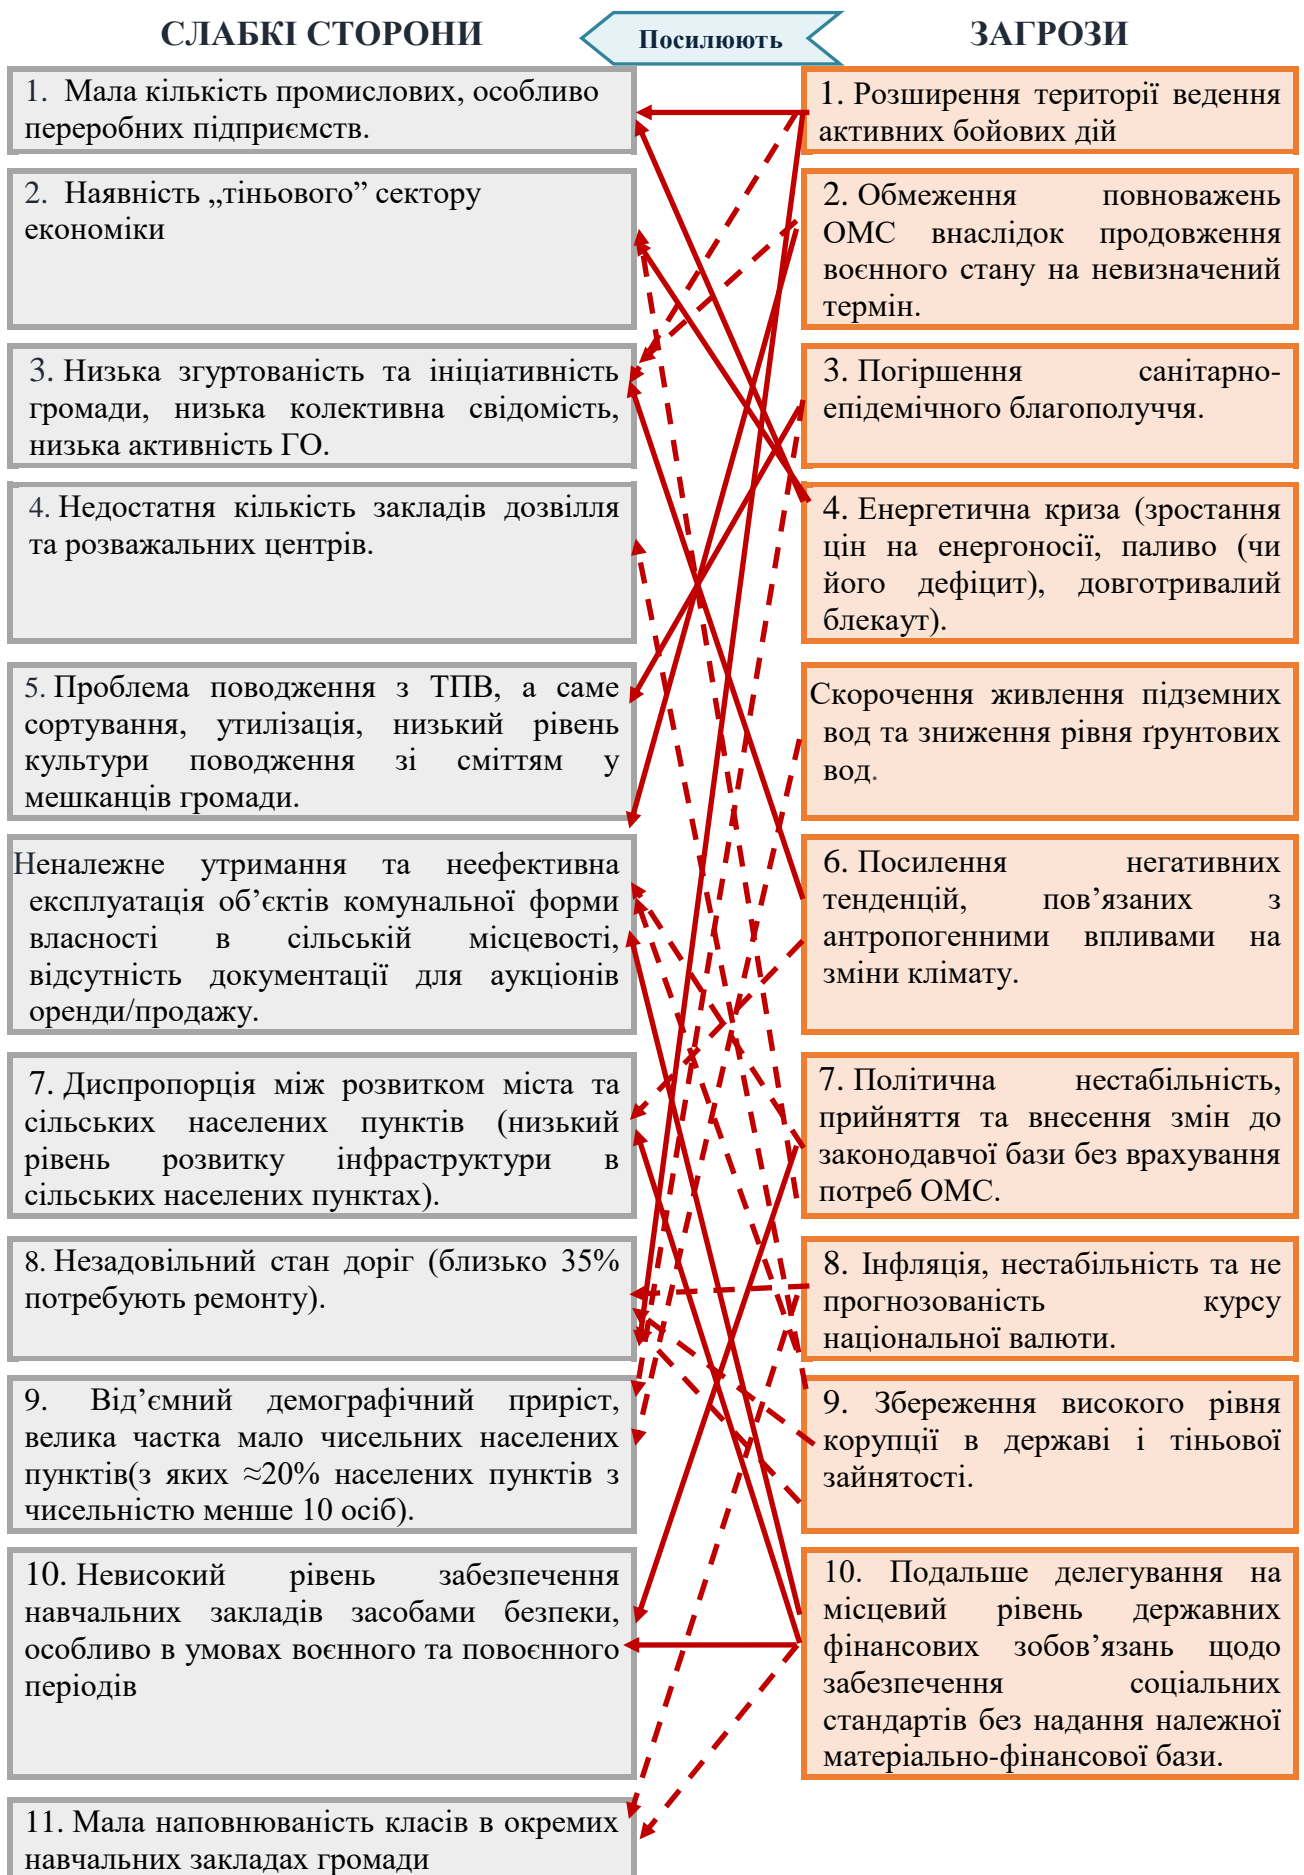 СЛАБКІ СТОРОНИ
Посилюють
ЗАГРОЗИ
1. Мала кількість промислових, особливо
переробних підприємств.
2. Наявність „тіньового” сектору
економіки
3. Низька згуртованість та ініціативність
громади, низька колективна свідомість,
низька активність ГО.
4. Недостатня кількість закладів дозвілля
та розважальних центрів.
5. Проблема поводження з ТПВ, а саме
сортування, утилізація, низький рівень
культури поводження зі сміттям у
мешканців громади.
Неналежне утримання та неефективна
експлуатація об’єктів комунальної форми
власності в сільській місцевості,
відсутність документації для аукціонів
оренди/продажу.
7. Диспропорція між розвитком міста та
сільських населених пунктів (низький
рівень розвитку інфраструктури в
сільських населених пунктах).
8. Незадовільний стан доріг (близько 35%
потребують ремонту).
9. Від’ємний демографічний приріст,
велика частка мало чисельних населених
пунктів(з яких ≈20% населених пунктів з
чисельністю менше 10 осіб).
10. Невисокий рівень забезпечення
навчальних закладів засобами безпеки,
особливо в умовах воєнного та повоєнного
періодів
11. Мала наповнюваність класів в окремих
навчальних закладах громади
1. Розширення території ведення
активних бойових дій
2. Обмеження повноважень
ОМС внаслідок продовження
воєнного стану на невизначений
термін.
3. Погіршення санітарно-
епідемічного благополуччя.
4. Енергетична криза (зростання
цін на енергоносії, паливо (чи
його дефіцит), довготривалий
блекаут).
Скорочення живлення підземних
вод та зниження рівня ґрунтових
вод.
6. Посилення негативних
тенденцій, пов’язаних з
антропогенними впливами на
зміни клімату.
7. Політична нестабільність,
прийняття та внесення змін до
законодавчої бази без врахування
потреб ОМС.
8. Інфляція, нестабільність та не
прогнозованість курсу
національної валюти.
9. Збереження високого рівня
корупції в державі і тіньової
зайнятості.
10. Подальше делегування на
місцевий рівень державних
фінансових зобов’язань щодо
забезпечення соціальних
стандартів без надання належної
матеріально-фінансової бази.